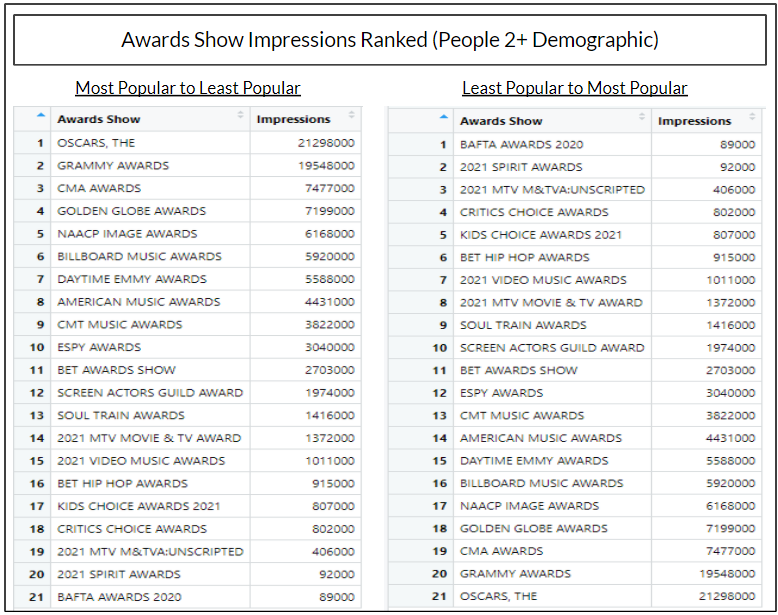 Awards Show Impressions Ranked (People 2+ Demographic)
Most Popular to Least Popular
Awards Show Impressions
1 OSCARS, THE 21298000
2 GRAMMY AWARDS 19548000
3 CMA AWARDS 7477000
4 GOLDEN GLOBE AWARDS 7199000
5 NAACP IMAGE AWARDS 6168000
6 BILLBOARD MUSIC AWARDS 5920000
7 DAYTIME EMMY AWARDS 5588000
8 AMERICAN MUSIC AWARDS 4431000
9 CMT MUSIC AWARDS 3822000
10 ESPY AWARDS 3040000
11 BET AWARDS SHOW 2703000
12 SCREEN ACTORS GUILD AWARD 1974000
13 SOUL TRAIN AWARDS 1416000
14 2021 MTV MOVIE & TV AWARD 1372000
15 2021 VIDEO MUSIC AWARDS 1011000
16 BET HIP HOP AWARDS 915000
17 KIDS CHOICE AWARDS 2021 807000
18 CRITICS CHOICE AWARDS 802000
19 2021 MTV M&TVA:UNSCRIPTED 406000
20 2021 SPIRIT AWARDS 92000
21 BAFTA AWARDS 2020 89000
Least Popular to Most Popular
Awards Show Impressions
1 BAFTA AWARDS 2020 89000
2 2021 SPIRIT AWARDS 92000
3 2021 MTV M&TVA:UNSCRIPTED 406000
4 CRITICS CHOICE AWARDS 802000
5 KIDS CHOICE AWARDS 2021 807000
6 BET HIP HOP AWARDS 915000
7 2021 VIDEO MUSIC AWARDS 1011000
8 2021 MTV MOVIE & TV AWARD 1372000
9 SOUL TRAIN AWARDS 1416000
10 SCREEN ACTORS GUILD AWARD 1974000
11 BET AWARDS SHOW 2703000
12 ESPY AWARDS 3040000
13 CMT MUSIC AWARDS 3822000
14 AMERICAN MUSIC AWARDS 4431000
15 DAYTIME EMMY AWARDS 5588000
16 BILLBOARD MUSIC AWARDS 5920000
17 NAACP IMAGE AWARDS 6168000
18 GOLDEN GLOBE AWARDS 7199000
19 CMA AWARDS 7477000
20 GRAMMY AWARDS 19548000
21 OSCARS, THE 21298000